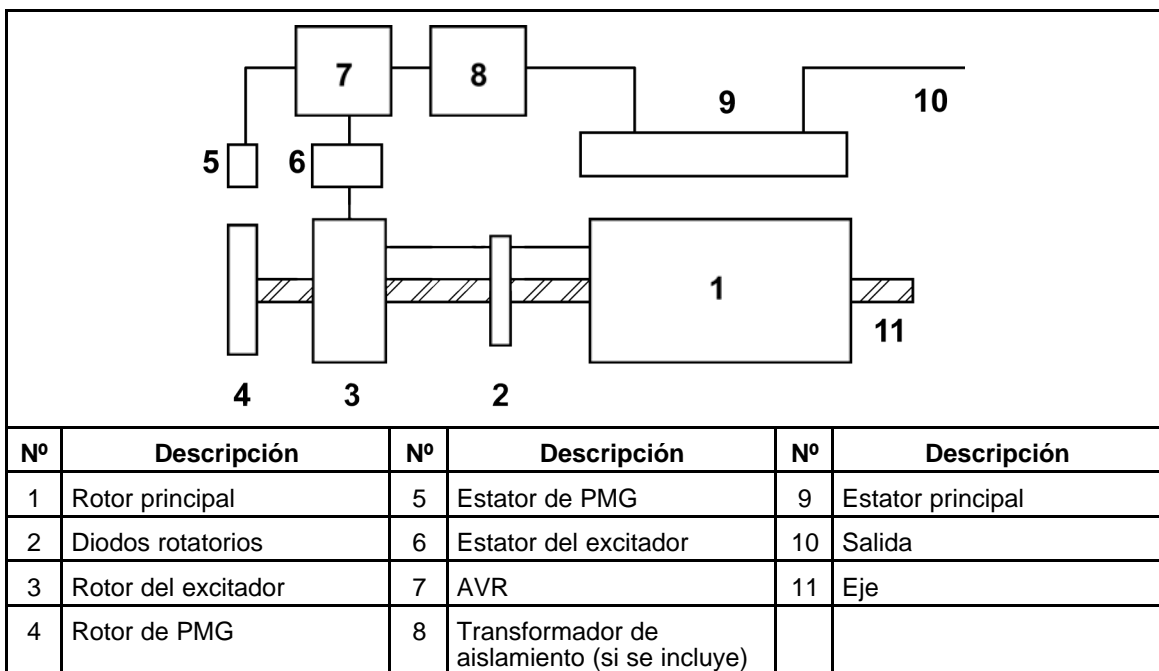 7 8
9 10
5 6
1
11
4 3 2
Nº Descripción Nº Descripción Nº Descripción
1 Rotor principal 5 Estator de PMG 9 Estator principal
2 Diodos rotatorios 6 Estator del excitador 10 Salida
3 Rotor del excitador 7 AVR 11 Eje
4 Rotor de PMG 8 Transformador de
aislamiento (si se incluye)